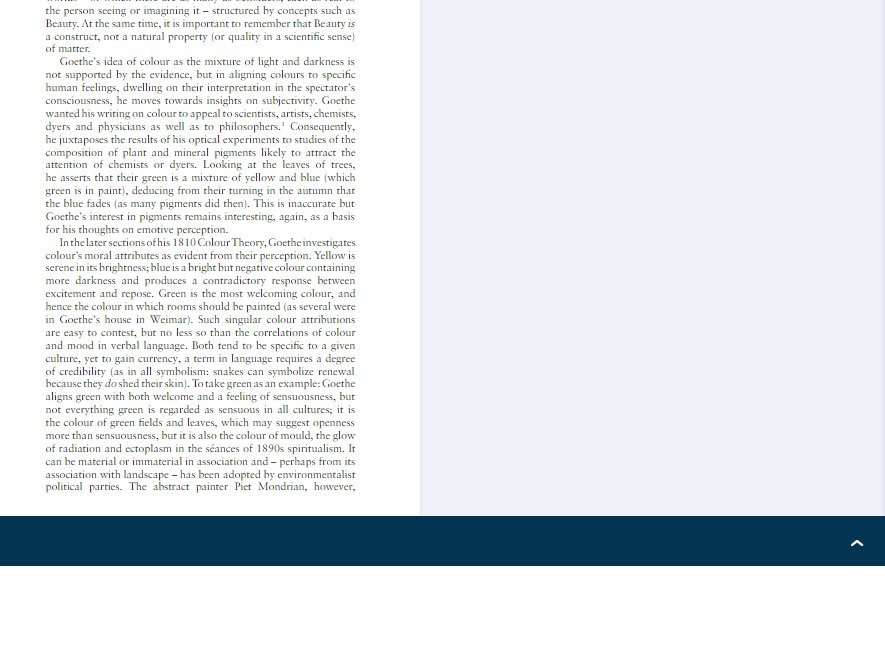 the person seeing or imagining it – structured by concepts such as
Beauty. At the same time, it is important to remember that Beauty is
a construct, not a natural property (or quality in a scientific sense)
of matter.
Goethe's idea of colour as the mixture of light and darkness is
not supported by the evidence, but in aligning colours to specific
human feelings, dwelling on their interpretation in the spectator's
consciousness, he moves towards insights on subjectivity. Goethe
wanted his writing on colour to appeal to scientists, artists, chemists,
dyers and physicians as well as to philosophers.¹ Consequently,
he juxtaposes the results of his optical experiments to studies of the
composition of plant and mineral pigments likely to attract the
attention of chemists or dyers. Looking at the leaves of trees,
he asserts that their green is a mixture of yellow and blue (which
green is in paint), deducing from their turning in the autumn that
the blue fades (as many pigments did then). This is inaccurate but
Goethe's interest in pigments remains interesting, again, as a basis
for his thoughts on emotive perception.
In the later sections of his 1810 Colour Theory, Goethe investigates
colour's moral attributes as evident from their perception. Yellow is
serene in its brightness; blue is a bright but negative colour containing
more darkness and produces a contradictory response between
excitement and repose. Green is the most welcoming colour, and
hence the colour in which rooms should be painted (as several were
in Goethe's house in Weimar). Such singular colour attributions
are easy to contest, but no less so than the correlations of colour
and mood in verbal language. Both tend to be specific to a given
culture, yet to gain currency, a term in language requires a degree
of credibility (as in all symbolism: snakes can symbolize renewal
because they do shed their skin). To take green as an example: Goethe
aligns green with both welcome and a feeling of sensuousness, but
not everything green is regarded as sensuous in all cultures; it is
the colour of green fields and leaves, which may suggest openness
more than sensuousness, but it is also the colour of mould, the glow
of radiation and ectoplasm in the séances of 1890s spiritualism. It
can be material or immaterial in association and – perhaps from its
association with landscape – has been adopted by environmentalist
political parties. The abstract painter Piet Mondrian, however,